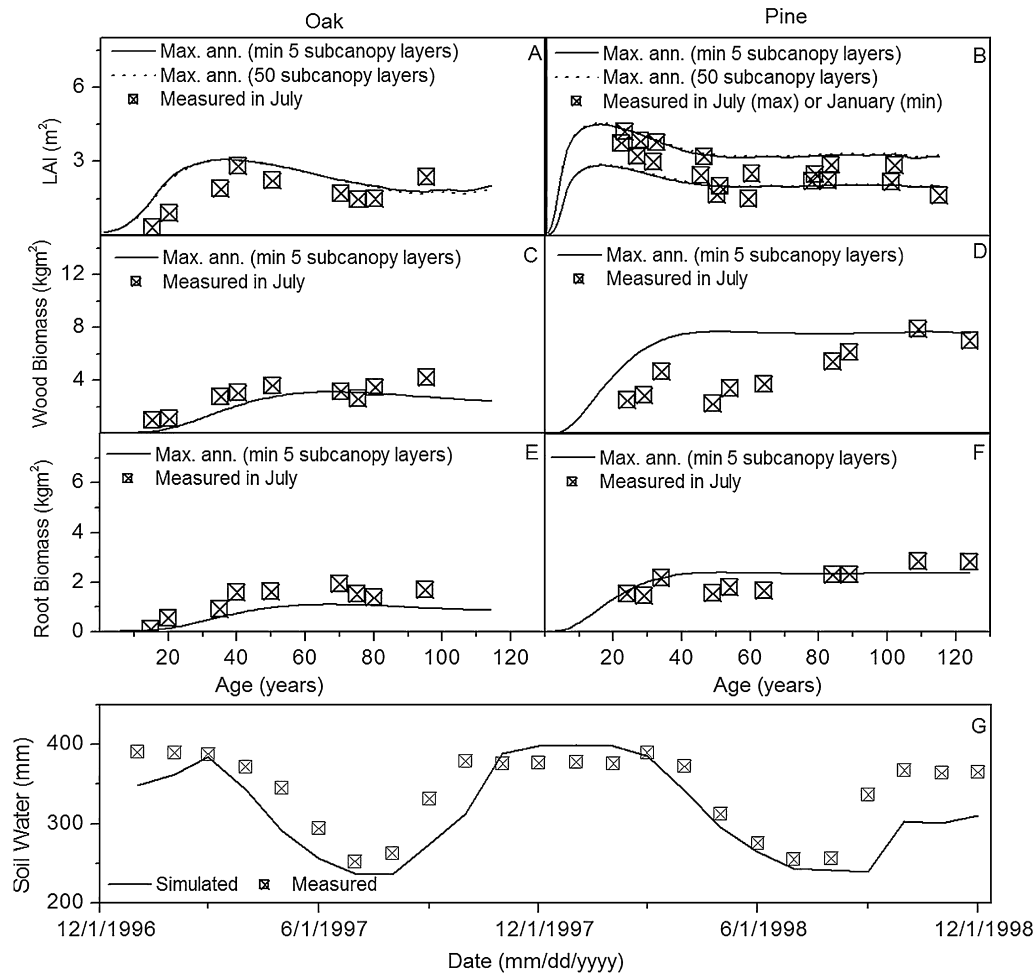 Oak
Pine
Max. ann. (min 5 subcanopy layers)
A
Max. ann. (50 subcanopy layers)
Measured in July
Max. ann. (min 5 subcanopy layers)
B
Max. ann. (50 subcanopy layers)
Measured in July (max) or January (min)
6
3
LAI (m²)
Max. ann. (min 5 subcanopy layers)
C
Measured in July
Max. ann. (min 5 subcanopy layers)
D
Measured in July
12
8
4
Wood Biomass (kgm²)
Max. ann. (min 5 subcanopy layers)
E
Measured in July
Max. ann. (min 5 subcanopy layers)
F
Measured in July
6
4
2
0
Root Biomass (kgm²)
20 40 60 80 100 120
20 40 60 80 100 120
Age (years)
Age (years)
G
400
300
200
Soil Water (mm)
Simulated
Measured
12/1/1996 6/1/1997 12/1/1997 6/1/1998 12/1/1998
Date (mm/dd/yyyy)